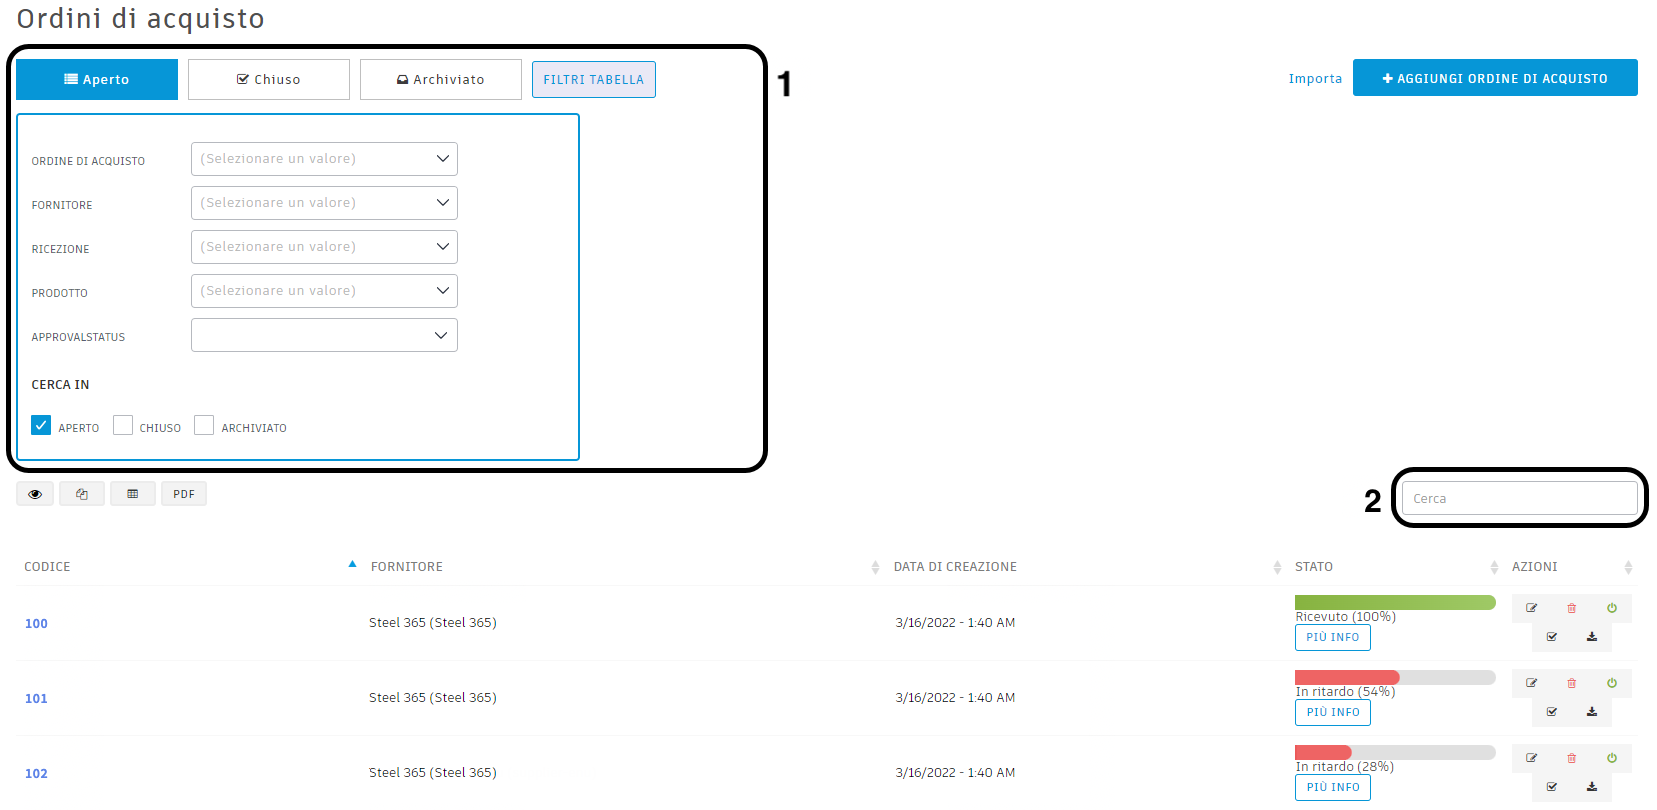 Ordini di acquisto
Aperto Chiuso Archiviato FILTRI TABELLA 1 Importa AGGIUNGI ORDINE DI ACQUISTO
ORDINE DI ACQUISTO (Selezionare un valore)
FORNITORE (Selezionare un valore)
RICEZIONE (Selezionare un valore)
PRODOTTO (Selezionare un valore)
APPROVALSTATUS
CERCA IN
APERTO CHIUSO ARCHIVIATO
PDF 2 Cerca
CODICE FORNITORE DATA DI CREAZIONE STATO AZIONI
100 Steel 365 (Steel 365) 3/16/2022 - 1:40 AM Ricevuto (100%)
PIÙ INFO
101 Steel 365 (Steel 365) 3/16/2022 - 1:40 AM In ritardo (54%)
PIÙ INFO
102 Steel 365 (Steel 365) 3/16/2022 - 1:40 AM In ritardo (28%)
PIÙ INFO